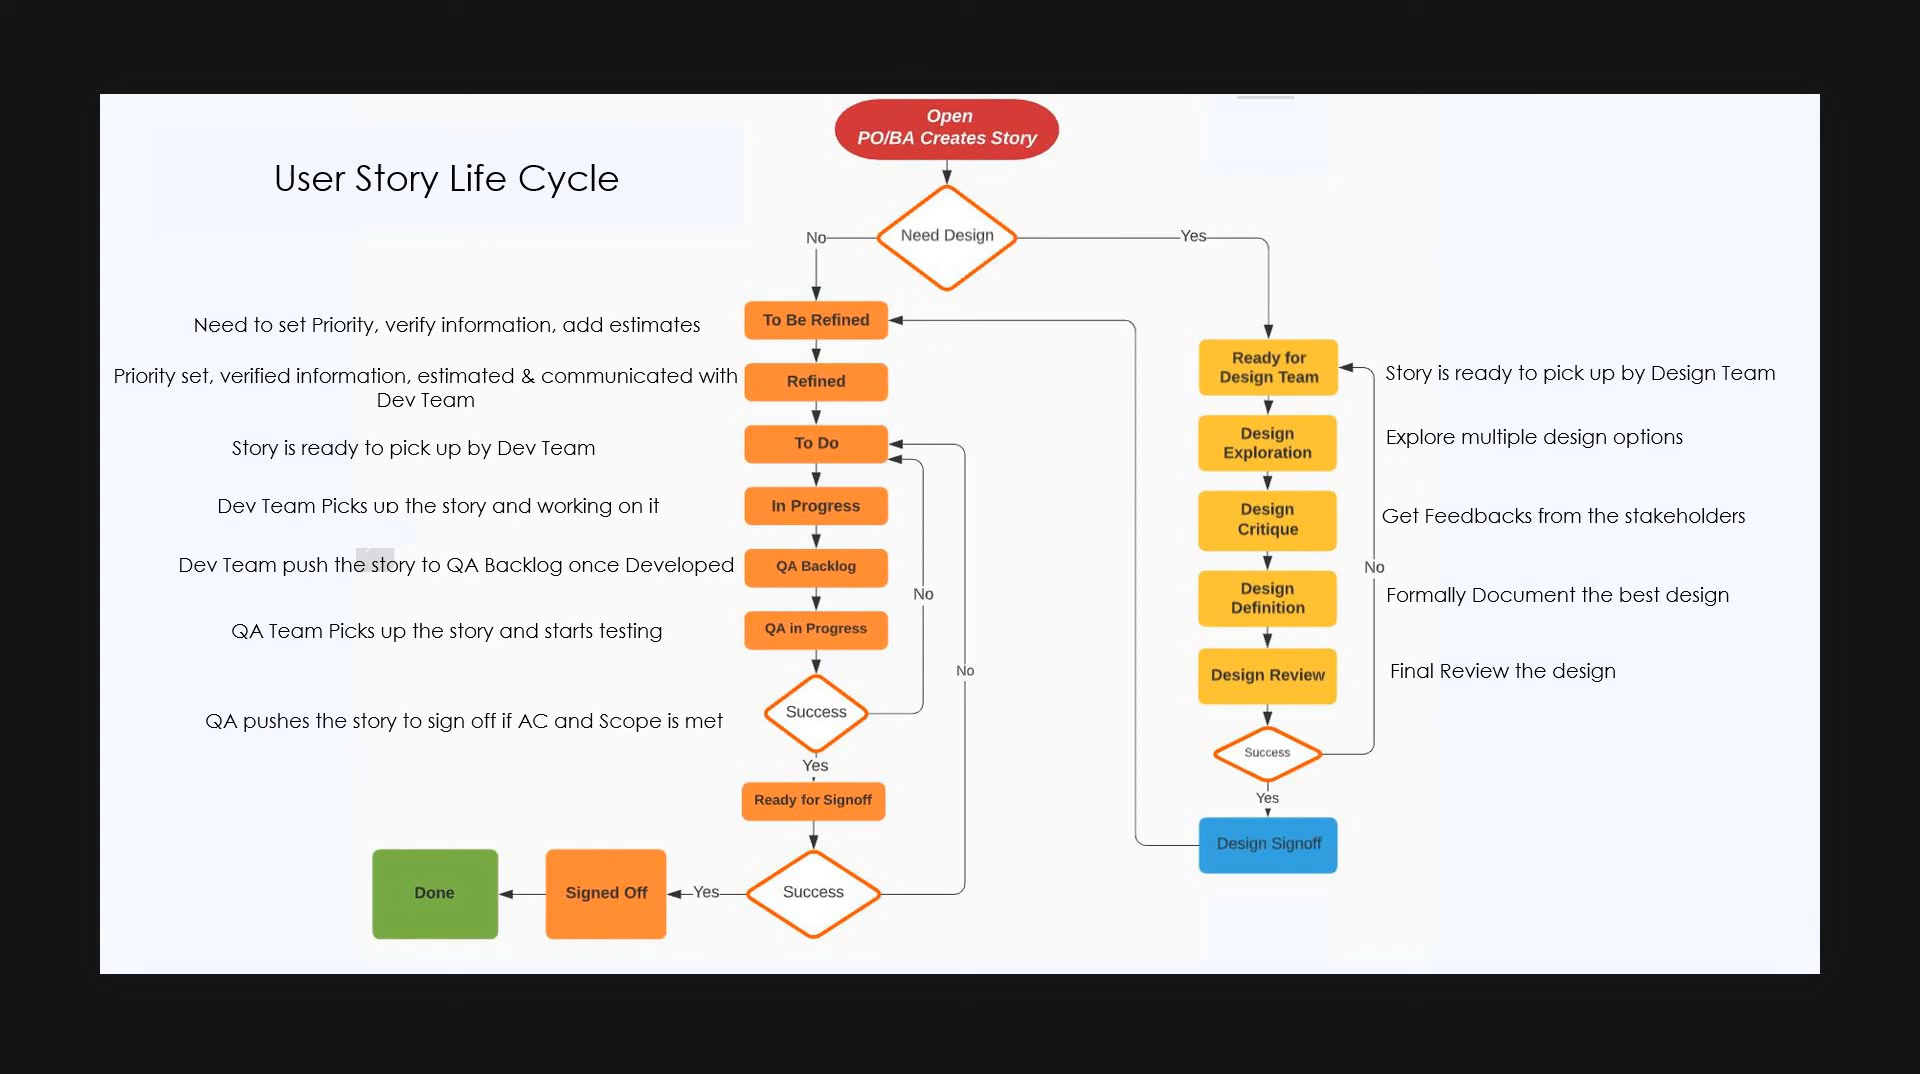 Open
PO/BA Creates Story
User Story Life Cycle
Need Design
No
Yes
Need to set Priority, verify information, add estimates
To Be Refined
Priority set, verified information, estimated & communicated with
Dev Team
Refined
Story is ready to pick up by Dev Team
To Do
Dev Team Picks up the story and working on it
In Progress
Dev Team push the story to QA Backlog once Developed
QA Backlog
No
QA Team Picks up the story and starts testing
QA in Progress
No
QA pushes the story to sign off if AC and Scope is met
Success
Yes
Ready for Signoff
Success
Yes
Signed Off
Done
Ready for
Design Team
Story is ready to pick up by Design Team
Design
Exploration
Explore multiple design options
Design
Critique
Get Feedbacks from the stakeholders
No
Design
Definition
Formally Document the best design
Design Review
Final Review the design
Success
Yes
Design Signoff